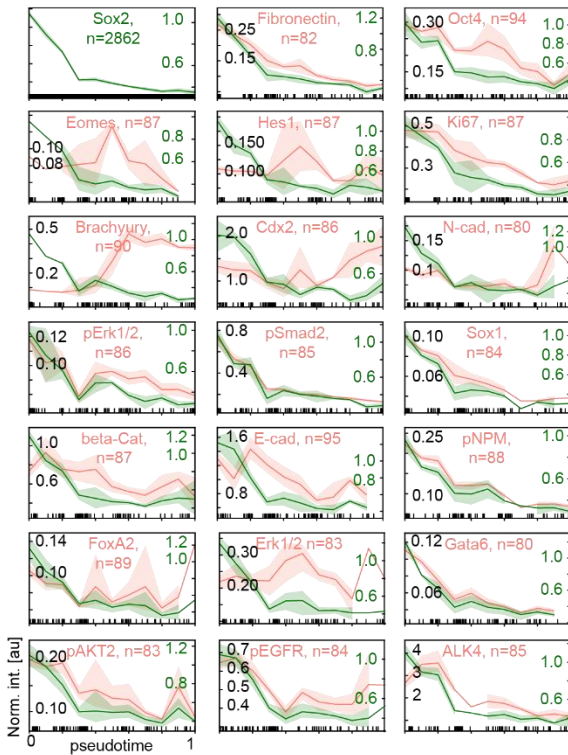 Sox2,
n=2862
1.0
0.6
Fibronectin,
n=82
0.25
0.15
1.2
0.8
Oct4, n=94
0.30
0.15
1.0
0.8
0.6
Eomes, n=87
0.10
0.08
0.8
0.6
Hes1, n=87
0.150
0.100
1.0
0.6
Ki67, n=87
0.5
0.3
1.0
0.6
Brachyury,
n=90
0.5
0.2
1.0
0.6
Cdx2, n=86
2.0
1.0
1.0
0.6
N-cad, n=80
0.15
0.1
1.2
1.0
0.6
pErk1/2,
n=86
0.12
0.10
1.0
0.6
pSmad2,
n=85
0.8
0.4
1.0
0.6
Sox1,
n=84
0.10
0.06
1.0
0.8
0.6
beta-Cat,
n=87
1.0
0.6
1.2
1.0
0.6
E-cad, n=95
1.6
0.8
1.0
0.8
pNPM,
n=88
0.25
0.10
1.0
0.6
FoxA2,
n=89
0.14
0.10
1.2
1.0
0.6
Erk1/2 n=83
0.30
0.20
1.0
0.6
Gata6, n=80
0.12
0.06
1.0
0.6
pAKT2, n=83
0.20
0.10
1.2
0.8
pEGFR, n=84
0.7
0.6
0.5
0.4
1.0
0.6
ALK4, n=85
4
3
2
1.0
0.6
Norm. int. [au]
0 pseudotime 1